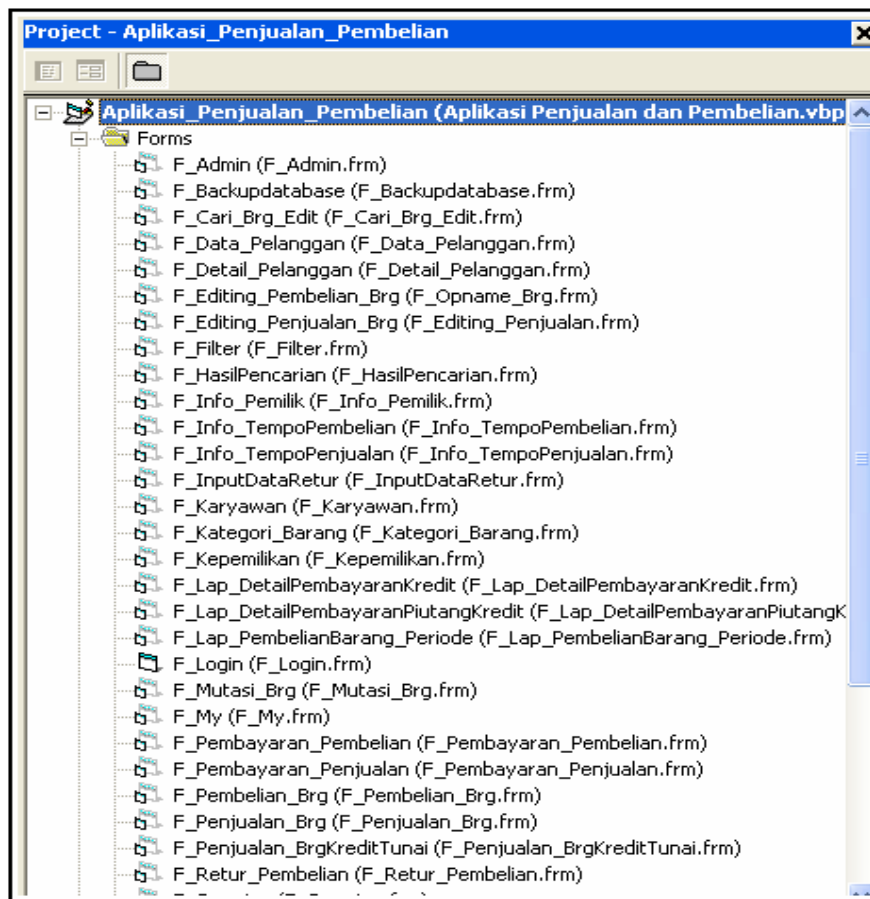 Project - Aplikasi_Penjualan_Pembelian
Aplikasi_Penjualan_Pembelian (Aplikasi Penjualan dan Pembelian.vbp
Forms
F_Admin (F_Admin.frm)
F_Backupdatabase (F_Backupdatabase.frm)
F_Cari_Brg_Edit (F_Cari_Brg_Edit.frm)
F_Data_Pelanggan (F_Data_Pelanggan.frm)
F_Detail_Pelanggan (F_Detail_Pelanggan.frm)
F_Editing_Pembelian_Brg (F_Opname_Brg.frm)
F_Editing_Penjualan_Brg (F_Editing_Penjualan.frm)
F_Filter (F_Filter.frm)
F_HasilPencarian (F_HasilPencarian.frm)
F_Info_Pemilik (F_Info_Pemilik.frm)
F_Info_TempoPembelian (F_Info_TempoPembelian.frm)
F_Info_TempoPenjualan (F_Info_TempoPenjualan.frm)
F_InputDataRetur (F_InputDataRetur.frm)
F_Karyawan (F_Karyawan.frm)
F_Kategori_Barang (F_Kategori_Barang.frm)
F_Kepemilikan (F_Kepemilikan.frm)
F_Lap_DetailPembayaranKredit (F_Lap_DetailPembayaranKredit.frm)
F_Lap_DetailPembayaranPiutangKredit (F_Lap_DetailPembayaranPiutangK
F_Lap_PembelianBarang_Periode (F_Lap_PembelianBarang_Periode.frm)
F_Login (F_Login.frm)
F_Mutasi_Brg (F_Mutasi_Brg.frm)
F_My (F_My.frm)
F_Pembayaran_Pembelian (F_Pembayaran_Pembelian.frm)
F_Pembayaran_Penjualan (F_Pembayaran_Penjualan.frm)
F_Pembelian_Brg (F_Pembelian_Brg.frm)
F_Penjualan_Brg (F_Penjualan_Brg.frm)
F_Penjualan_BrgKreditTunai (F_Penjualan_BrgKreditTunai.frm)
F_Retur_Pembelian (F_Retur_Pembelian.frm)